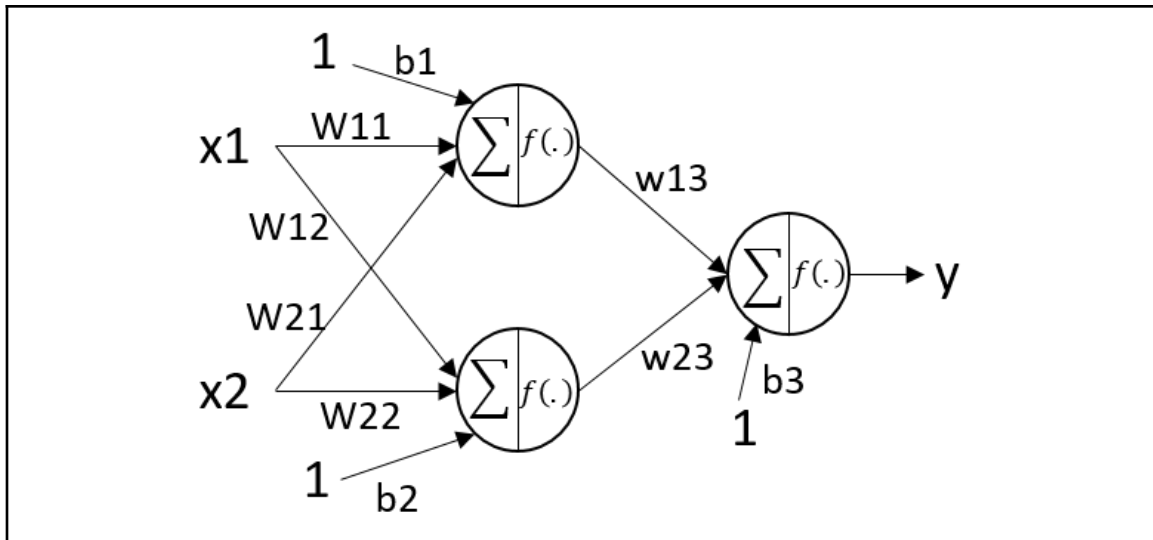 1 b1
x1 W11 ∑ f(.)
w13
W12
∑ f(.) y
W21
w23
x2 W22 ∑ f(.)
b3
1
1 b2